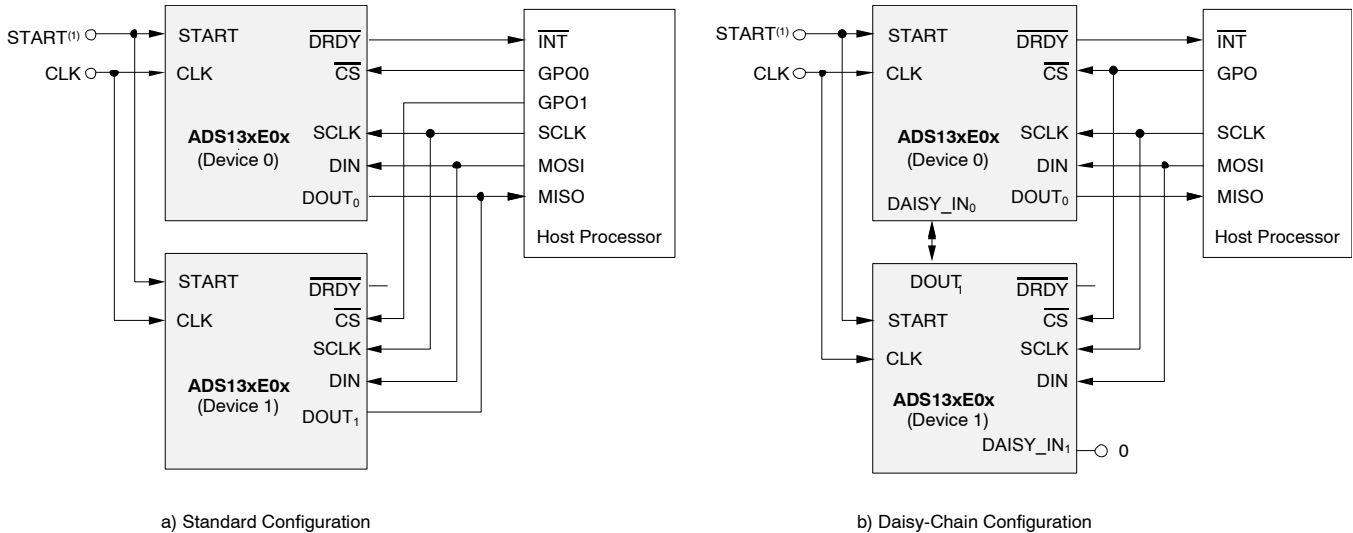 START(1)
CLK
START
CLK
ADS13xE0x
(Device 0)
DRDY
CS
SCLK
DIN
DOUT0
INT
GPO0
GPO1
SCLK
MOSI
MISO
Host Processor
START
CLK
ADS13xE0x
(Device 1)
DRDY
CS
SCLK
DIN
DOUT1
a) Standard Configuration
START(1)
CLK
START
CLK
ADS13xE0x
(Device 0)
DRDY
CS
SCLK
DIN
DOUT0
DAISY_IN0
INT
GPO
SCLK
MOSI
MISO
Host Processor
DOUT1
START
CLK
ADS13xE0x
(Device 1)
DRDY
CS
SCLK
DIN
DAISY_IN1
0
b) Daisy-Chain Configuration